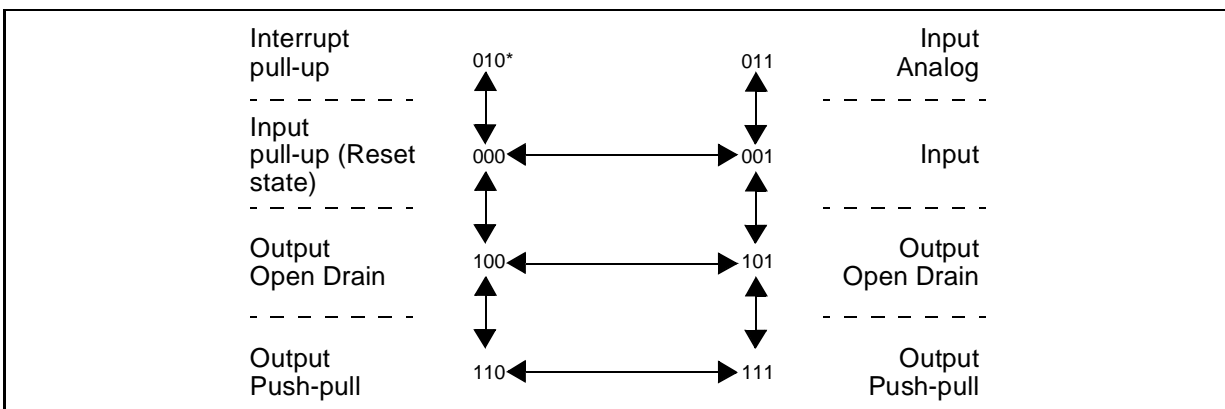 Interrupt
pull-up
010*
011
Input
Analog
Input
pull-up (Reset
state)
000
001
Input
Output
Open Drain
100
101
Output
Open Drain
Output
Push-pull
110
111
Output
Push-pull